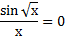 sin √x / x = 0